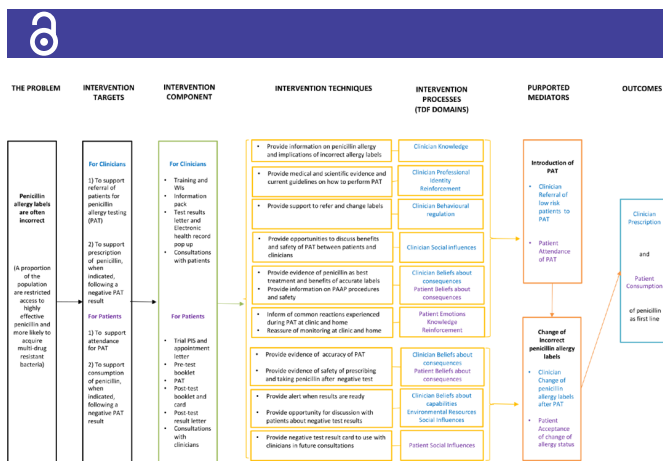 THE PROBLEM
INTERVENTION
TARGETS
INTERVENTION
COMPONENT
INTERVENTION TECHNIQUES
INTERVENTION
PROCESSES
(TDF DOMAINS)
PURPORTED
MEDIATORS
OUTCOMES
Penicillin
allergy labels
are often
incorrect
(A proportion
of the
population
are restricted
access to
highly
effective
penicillin and
more likely to
acquire
multi-drug
resistant
bacteria)
For Clinicians
1) To support
referral of
patients for
penicillin
allergy testing
(PAT)
2) To support
prescription
of penicillin,
when
indicated,
following a
negative PAT
result
For Patients
1) To support
attendance
for PAT
2) To support
consumption
of penicillin,
when
indicated,
following a
negative PAT
result
For Clinicians
• Training and
WIs
• Information
pack
• Test results
letter and
Electronic
health record
pop up
• Consultations
with patients
For Patients
• Trial PIS and
appointment
letter
• Pre-test
booklet
• PAT
• Post-test
booklet and
card
• Post-test
result letter
• Consultations
with
clinicians
• Provide information on penicillin allergy
and implications of incorrect allergy labels
• Provide medical and scientific evidence and
current guidelines on how to perform PAT
• Provide support to refer and change labels
• Provide opportunities to discuss benefits
and safety of PAT between patients and
clinicians
• Provide evidence of penicillin as best
treatment and benefits of accurate labels
• Provide information on PAAP procedures
and safety
• Inform of common reactions experienced
during PAT at clinic and home
• Reassure of monitoring at clinic and home
• Provide evidence of accuracy of PAT
• Provide evidence of safety of prescribing
and taking penicillin after negative test
• Provide alert when results are ready
• Provide opportunity for discussion with
patients about negative test results
• Provide negative test result card to use with
clinicians in future consultations
Clinician Knowledge
Clinician Professional
Identity
Reinforcement
Clinician Behavioural
regulation
Clinician Social Influences
Clinician Beliefs about
consequences
Patient Beliefs about
consequences
Patient Emotions
Knowledge
Reinforcement
Clinician Beliefs about
consequences
Patient Beliefs about
consequences
Clinician Beliefs about
capabilities
Environmental Resources
Social Influences
Patient Social Influences
Introduction of
PAT
• Clinician
Referral of
low risk
patients to
PAT
• Patient
Attendance
of PAT
Change of
incorrect
penicillin allergy
labels
• Clinician
Change of
penicillin
allergy labels
after PAT
• Patient
Acceptance
of change of
allergy status
Clinician
Prescription
and
Patient
Consumption
of penicillin
as first line